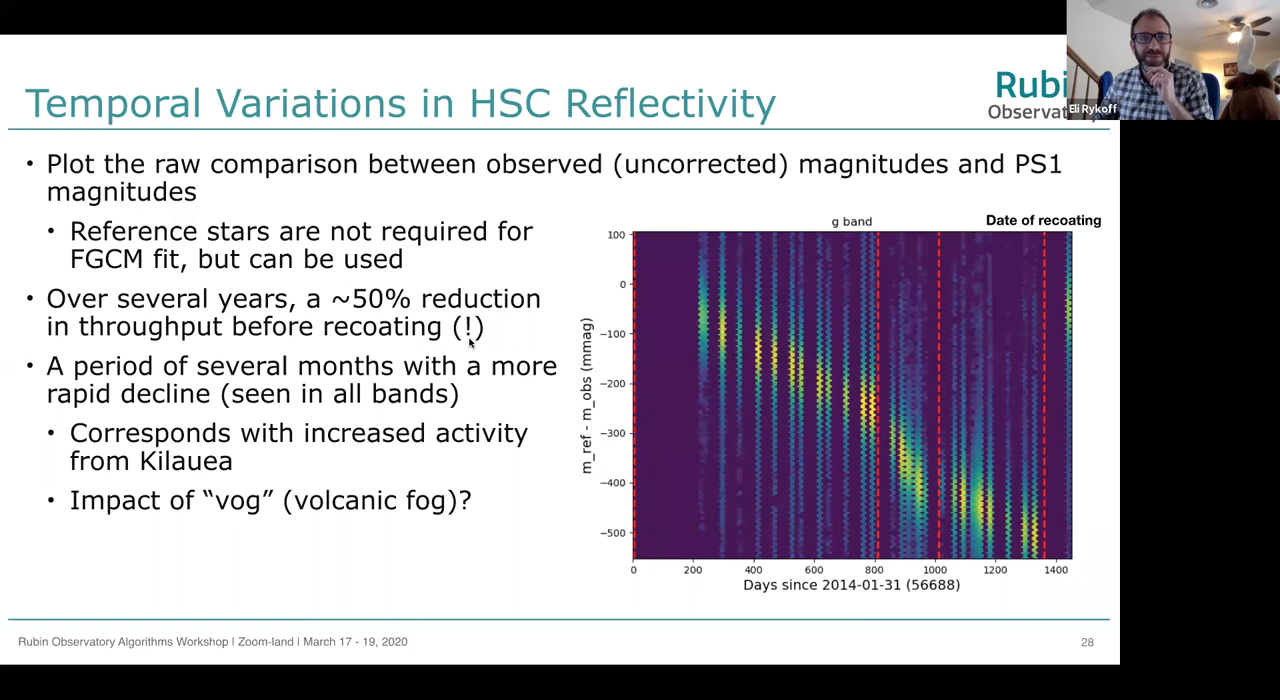 Temporal Variations in HSC Reflectivity
Rubi
Observat
Eli Rykoff
• Plot the raw comparison between observed (uncorrected) magnitudes and PS1
magnitudes
• Reference stars are not required for
FGCM fit, but can be used
• Over several years, a ~50% reduction
in throughput before recoating (!)
• A period of several months with a more
rapid decline (seen in all bands)
• Corresponds with increased activity
from Kilauea
• Impact of “vog” (volcanic fog)?
g band
Date of recoating
m_ref - m_obs (mmag)
100
0
−100
−200
−300
−400
−500
0 200 400 600 800 1000 1200 1400
Days since 2014-01-31 (56688)
Rubin Observatory Algorithms Workshop | Zoom-land | March 17 - 19, 2020
28